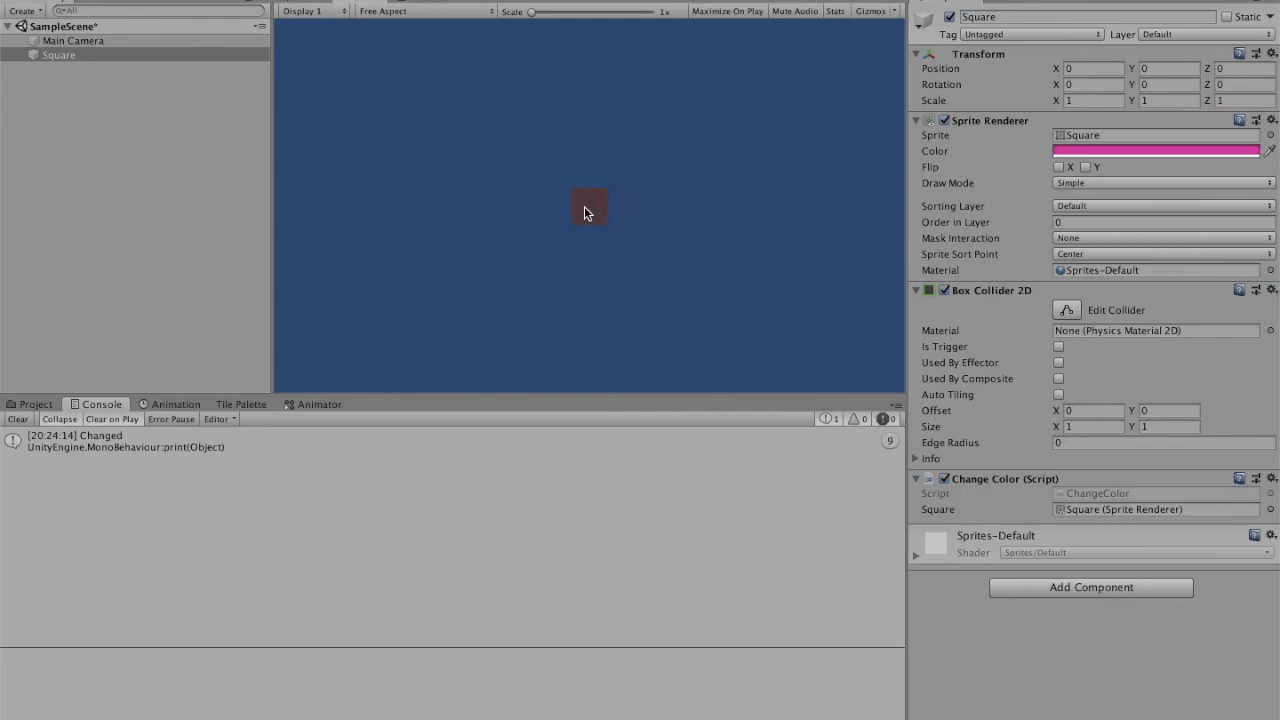 Create
All
Display 1
Free Aspect
Scale
1x
Maximize On Play
Mute Audio
Stats
Gizmos
SampleScene*
Main Camera
Square
Square
Static
Tag
Untagged
Layer
Default
Transform
Position X 0 Y 0 Z 0
Rotation X 0 Y 0 Z 0
Scale X 1 Y 1 Z 1
Sprite Renderer
Sprite Square
Color
Flip X Y
Draw Mode Simple
Sorting Layer Default
Order in Layer 0
Mask Interaction None
Sprite Sort Point Center
Material Sprites-Default
Box Collider 2D
Edit Collider
Material None (Physics Material 2D)
Is Trigger
Used By Effector
Used By Composite
Auto Tiling
Offset X 0 Y 0
Size X 1 Y 1
Edge Radius 0
Info
Change Color (Script)
Script ChangeColor
Square Square (Sprite Renderer)
Sprites-Default
Shader Sprites/Default
Add Component
Project
Console
Animation
Tile Palette
Animator
Clear
Collapse
Clear on Play
Error Pause
Editor
1
0
0
[20:24:14] Changed
UnityEngine.MonoBehaviour:print(Object)
9